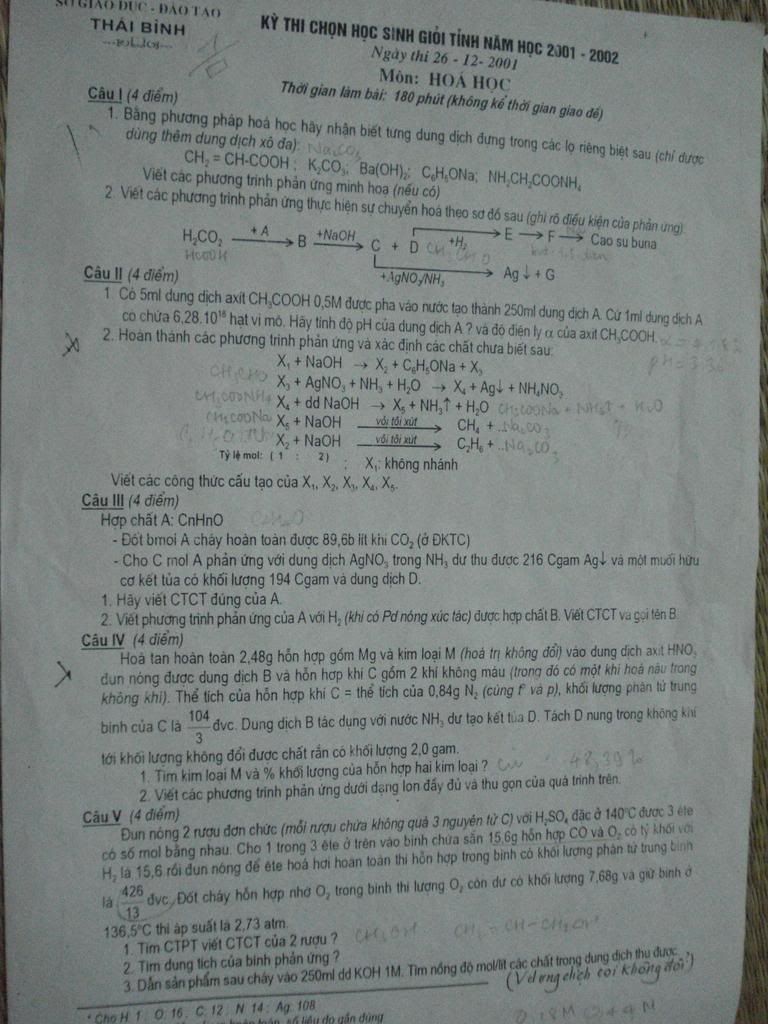 SỞ GIÁO DỤC - ĐÀO TẠO
THÁI BÌNH
KỲ THI CHỌN HỌC SINH GIỎI TỈNH NĂM HỌC 2001 - 2002
Ngày thi 26 - 12- 2001
Môn: HOÁ HỌC
Thời gian làm bài: 180 phút (không kể thời gian giao đề)
Câu I (4 điểm)
1. Bằng phương pháp hoá học hãy nhận biết từng dung dịch đựng trong các lọ riêng biệt sau (chỉ được
dùng thêm dung dịch xô đa): Na₂CO₃
CH₂ = CH-COOH ; K₂CO₃; Ba(OH)₂; C₆H₅ONa; NH₂CH₂COONH₄
Viết các phương trình phản ứng minh hoạ (nếu có)
2. Viết các phương trình phản ứng thực hiện sự chuyển hoá theo sơ đồ sau (ghi rõ điều kiện của phản ứng):
H₂CO₂ + A → B +NaOH → C + D +H₂ → E → F → Cao su buna
HCOOH CH₃CHO
+AgNO₃/NH₃ → Ag ↓ + G
Câu II (4 điểm)
1. Có 5ml dung dịch axít CH₃COOH 0,5M được pha vào nước tạo thành 250ml dung dịch A. Cứ 1ml dung dịch A
có chứa 6,28.10¹⁸ hạt vi mô. Hãy tính độ pH của dung dịch A ? và độ điện ly α của axít CH₃COOH.
2. Hoàn thành các phương trình phản ứng và xác định các chất chưa biết sau:
X₁ + NaOH → X₂ + C₆H₅ONa + X₃
CH₃CHO X₃ + AgNO₃ + NH₃ + H₂O → X₄ + Ag↓ + NH₄NO₃
CH₃COONH₄ X₄ + dd NaOH → X₅ + NH₃↑ + H₂O CH₃COONa + NH₃↑ + H₂O
CH₃COONa X₅ + NaOH vôi tôi xút → CH₄ + ..Na₂CO₃
X₂ + NaOH vôi tôi xút → C₂H₆ + ..Na₂CO₃
Tỷ lệ mol: ( 1 : 2) ; X₁: không nhánh
Viết các công thức cấu tạo của X₁, X₂, X₃, X₄, X₅.
Câu III (4 điểm)
Hợp chất A: CnHnO
- Đốt bmol A cháy hoàn toàn được 89,6b lít khí CO₂ (ở ĐKTC)
- Cho C mol A phản ứng với dung dịch AgNO₃ trong NH₃ dư thu được 216 Cgam Ag↓ và một muối hữu
cơ kết tủa có khối lượng 194 Cgam và dung dịch D.
1. Hãy viết CTCT đúng của A.
2. Viết phương trình phản ứng của A với H₂ (khi có Pd nóng xúc tác) được hợp chất B. Viết CTCT và gọi tên B.
Câu IV (4 điểm)
Hoà tan hoàn toàn 2,48g hỗn hợp gồm Mg và kim loại M (hoá trị không đổi) vào dung dịch axít HNO₃
đun nóng được dung dịch B và hỗn hợp khí C gồm 2 khí không màu (trong đó có một khí hoá nâu trong
không khí). Thể tích của hỗn hợp khí C = thể tích của 0,84g N₂ (cùng t° và p), khối lượng phân tử trung
bình của C là 104/3 đvc. Dung dịch B tác dụng với nước NH₃ dư tạo kết tủa D. Tách D nung trong không khí
tới khối lượng không đổi được chất rắn có khối lượng 2,0 gam.
1. Tìm kim loại M và % khối lượng của hỗn hợp hai kim loại ? Cu 48,39%
2. Viết các phương trình phản ứng dưới dạng Ion đầy đủ và thu gọn của quá trình trên.
Câu V (4 điểm)
Đun nóng 2 rượu đơn chức (mỗi rượu chứa không quá 3 nguyên tử C) với H₂SO₄ đặc ở 140°C được 3 ête
có số mol bằng nhau. Cho 1 trong 3 ête ở trên vào bình chứa sẵn 15,6g hỗn hợp CO và O₂ có tỷ khối với
H₂ là 15,6 rồi đun nóng để ête hoá hơi hoàn toàn thì hỗn hợp trong bình có khối lượng phân tử trung bình
là 426/13 đvc. Đốt cháy hỗn hợp nhờ O₂ trong bình thì lượng O₂ còn dư có khối lượng 7,68g và giữ bình ở
136,5°C thì áp suất là 2,73 atm.
1. Tìm CTPT viết CTCT của 2 rượu ? CH₃OH CH₂ = CH - CH₂OH
2. Tìm dung tích của bình phản ứng ?
3. Dẫn sản phẩm sau cháy vào 250ml dd KOH 1M. Tìm nồng độ mol/lít các chất trong dung dịch thu được.
(V dung dịch coi không đổi)
* Cho H: 1 ; O: 16 ; C: 12 ; N: 14 ; Ag: 108